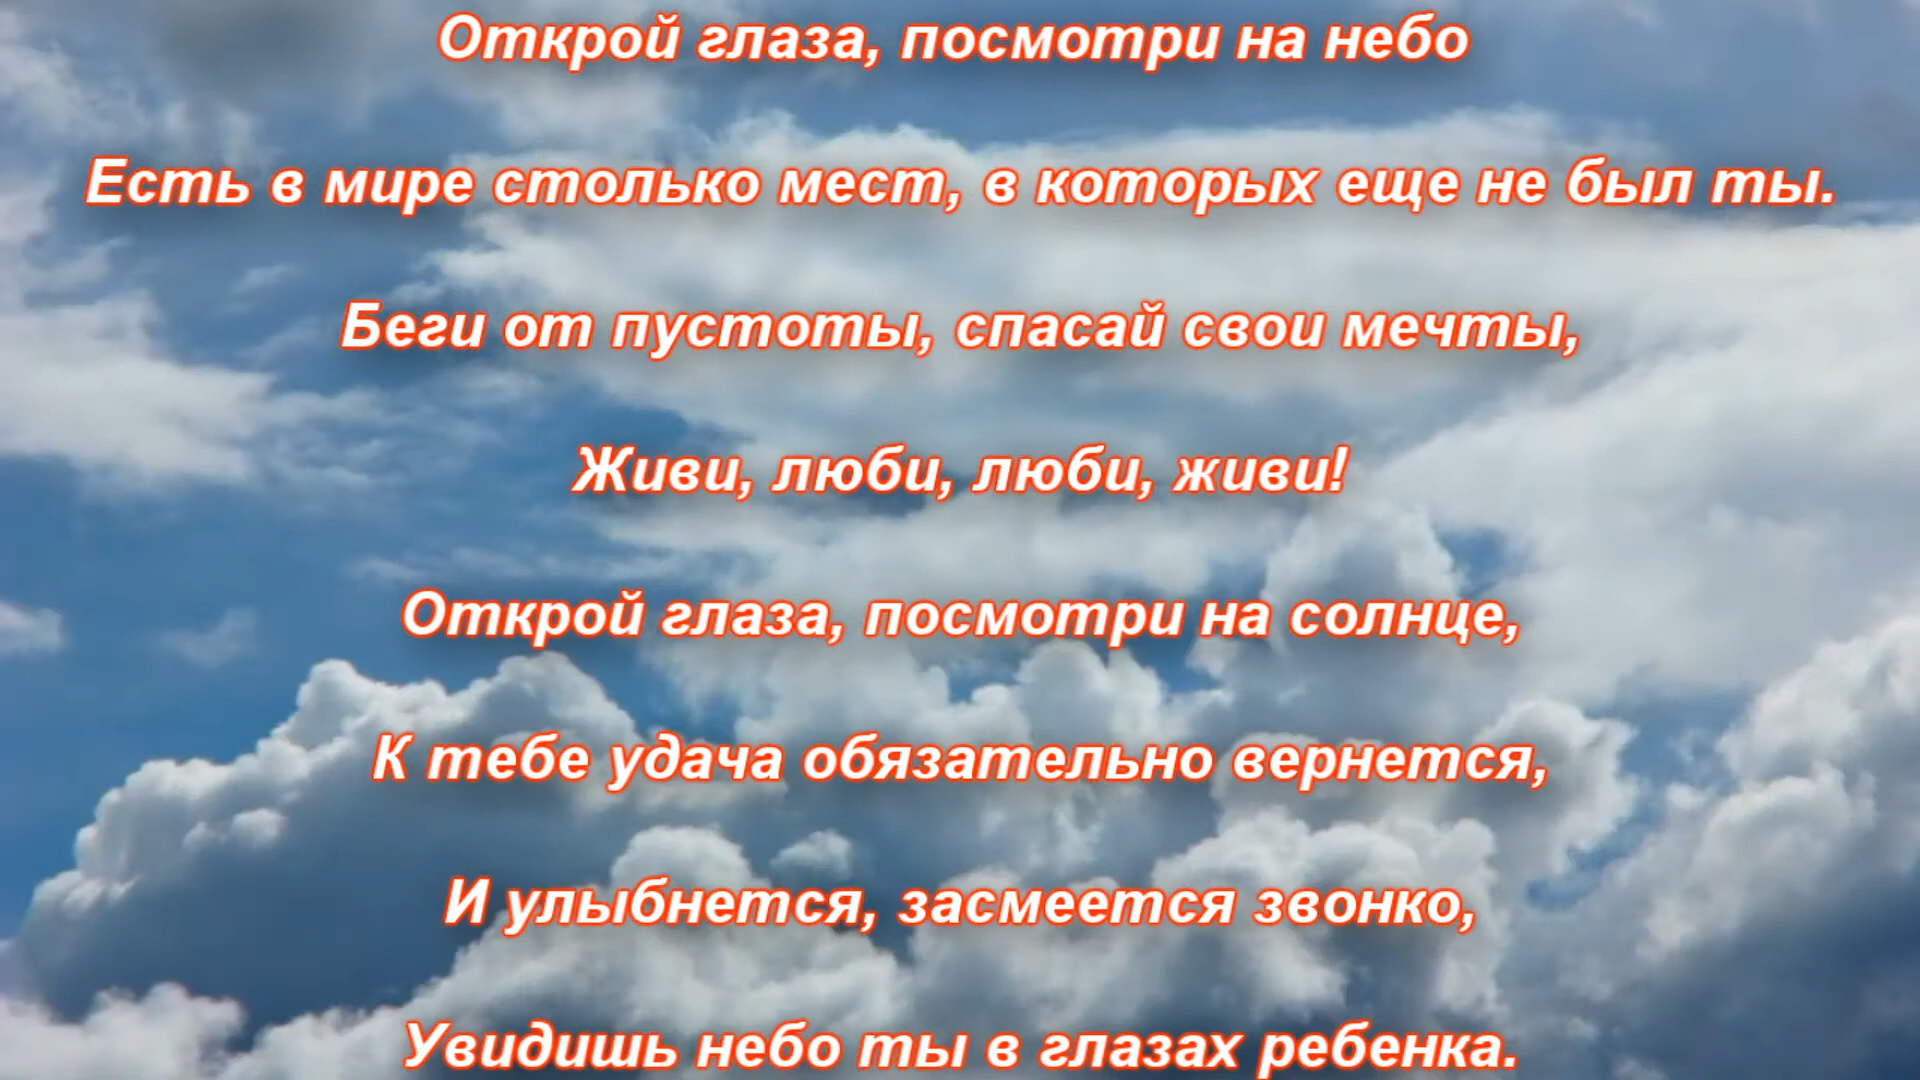 Открой глаза, посмотри на небо
Есть в мире столько мест, в которых еще не был ты.
Беги от пустоты, спасай свои мечты,
Живи, люби, люби, живи!
Открой глаза, посмотри на солнце,
К тебе удача обязательно вернется,
И улыбнется, засмеется звонко,
Увидишь небо ты в глазах ребенка.